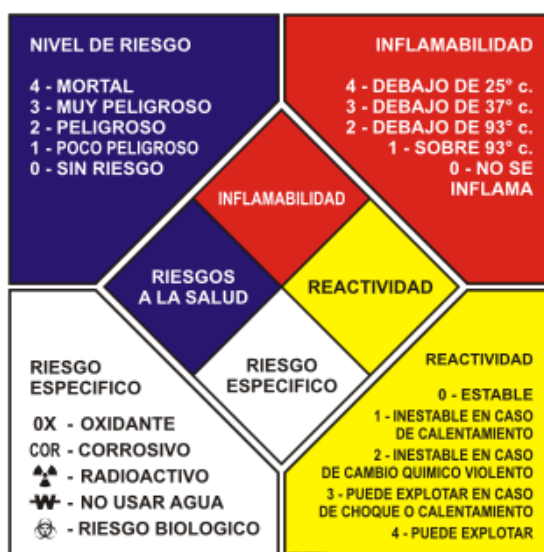 NIVEL DE RIESGO
4 - MORTAL
3 - MUY PELIGROSO
2 - PELIGROSO
1 - POCO PELIGROSO
0 - SIN RIESGO
INFLAMABILIDAD
4 - DEBAJO DE 25° c.
3 - DEBAJO DE 37° c.
2 - DEBAJO DE 93° c.
1 - SOBRE 93° c.
0 - NO SE
INFLAMA
INFLAMABILIDAD
RIESGOS
A LA SALUD
REACTIVIDAD
RIESGO
ESPECIFICO
RIESGO
ESPECIFICO
0X - OXIDANTE
COR - CORROSIVO
- RADIOACTIVO
W - NO USAR AGUA
- RIESGO BIOLOGICO
REACTIVIDAD
0 - ESTABLE
1 - INESTABLE EN CASO
DE CALENTAMIENTO
2 - INESTABLE EN CASO
DE CAMBIO QUIMICO VIOLENTO
3 - PUEDE EXPLOTAR EN CASO
DE CHOQUE O CALENTAMIENTO
4 - PUEDE EXPLOTAR